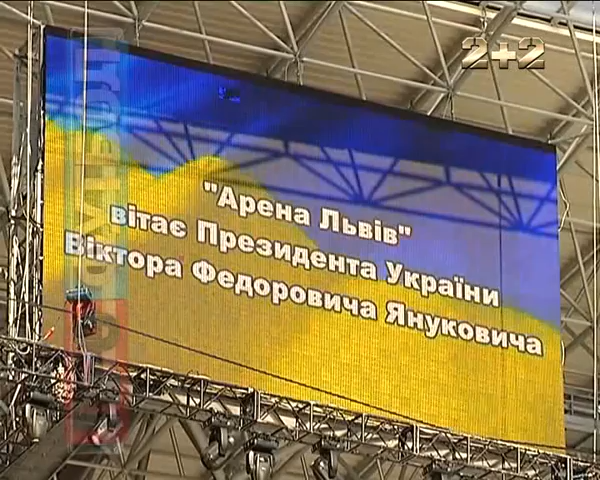 2+2
"Арена Львів"
вітає Президента України
Віктора Федоровича Януковича